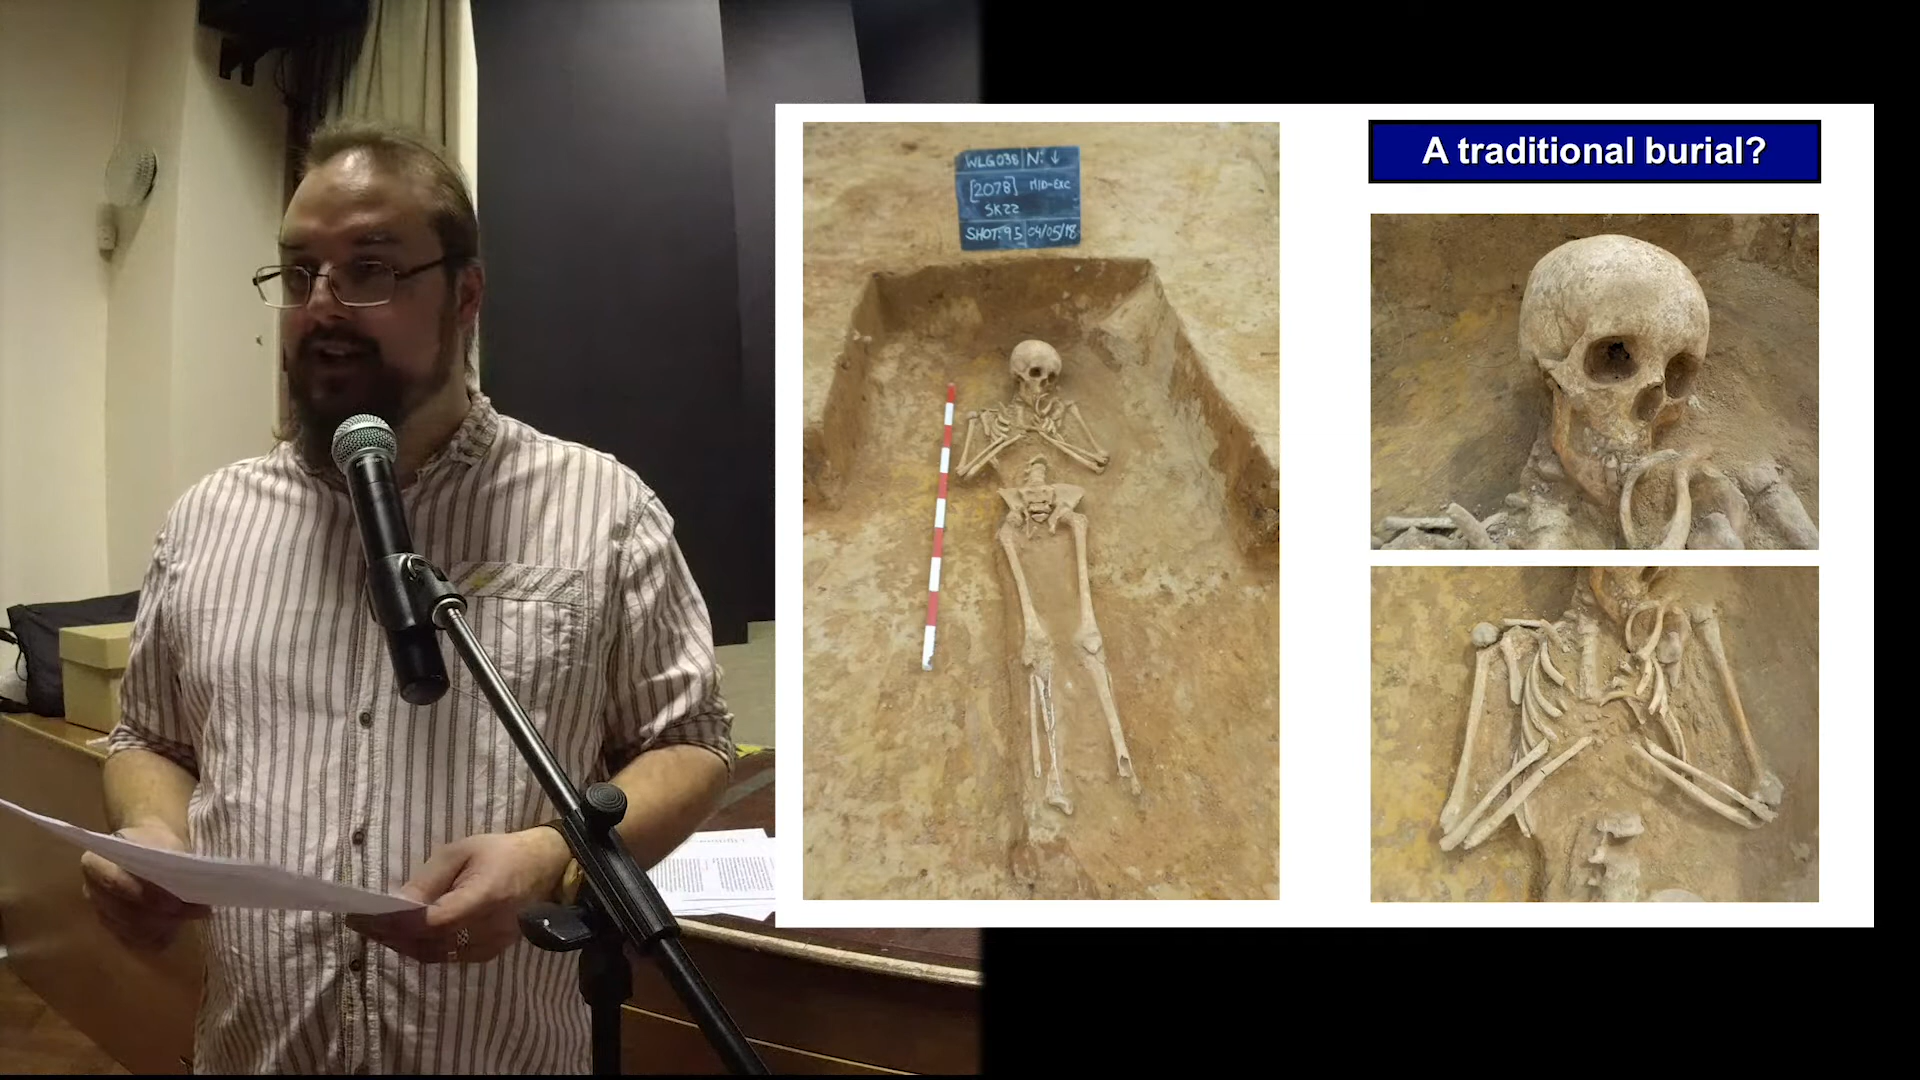 A traditional burial?
WLG038 N: ↓
[2078] MID-EXC
SK22
SHOT: 95 04/05/18